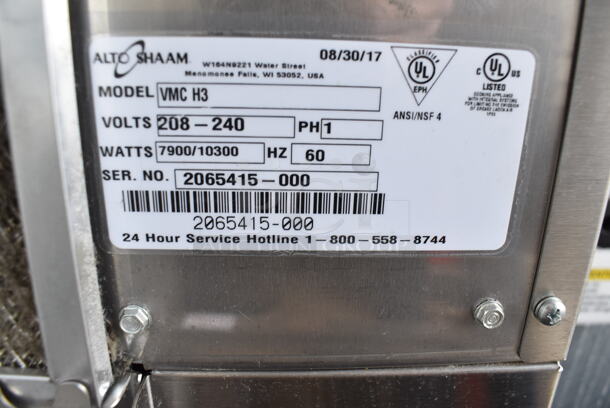 ALTO SHAAM
08/30/17
W164N9221 Water Street
Menomonee Falls, WI 53052, USA
MODEL VMC H3
VOLTS 208-240 PH 1
WATTS 7900/10300 HZ 60
SER. NO. 2065415-000
2065415-000
24 Hour Service Hotline 1-800-558-8744
CLASSIFIED
UL
EPH
ANSI/NSF 4
C UL US
LISTED